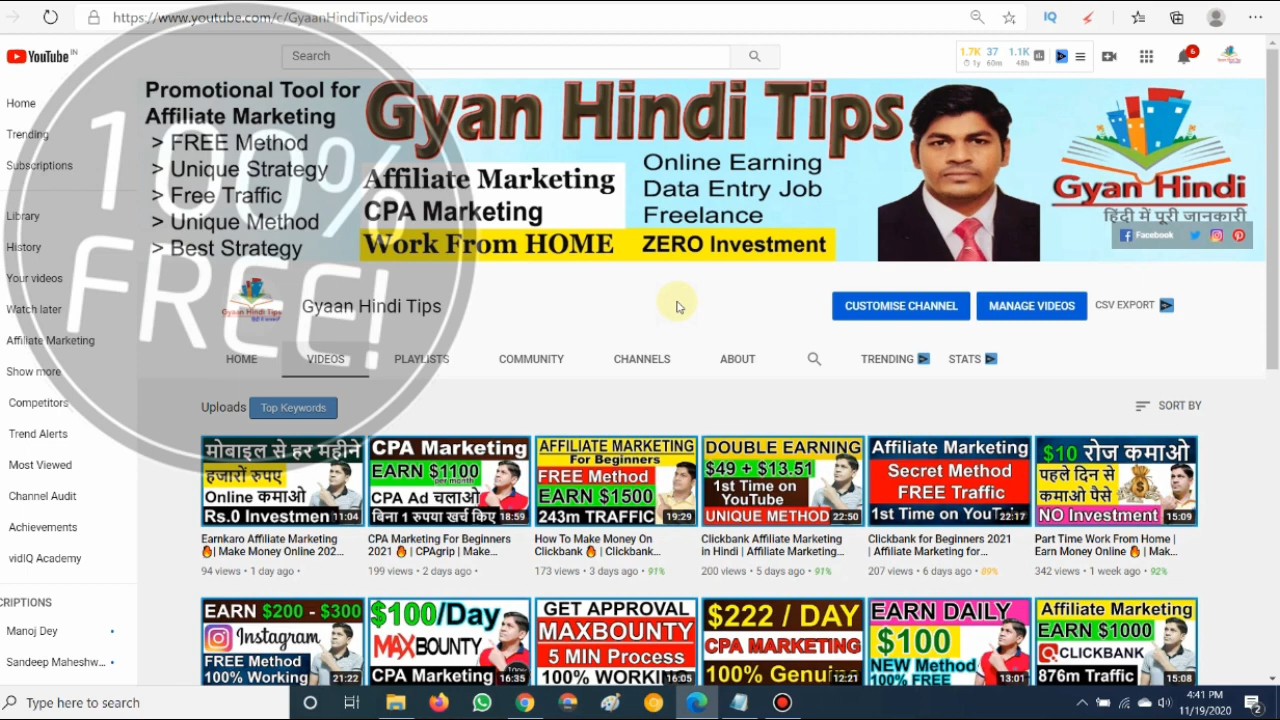 https://www.youtube.com/c/GyaanHindiTips/videos
YouTube IN
Search
1.7K 37 1.1K
1y 60m 48h
6
Home
Trending
Subscriptions
Library
History
Your videos
Watch later
Affiliate Marketing
Show more
Competitors
Trend Alerts
Most Viewed
Channel Audit
Achievements
vidIQ Academy
CRIPTIONS
Manoj Dey
Sandeep Maheshw...
100%
FREE!
Promotional Tool for
Affiliate Marketing
> FREE Method
> Unique Strategy
> Free Traffic
> Unique Method
> Best Strategy
Gyan Hindi Tips
Affiliate Marketing
CPA Marketing
Work From HOME
Online Earning
Data Entry Job
Freelance
ZERO Investment
Gyan Hindi
हिंदी में पूरी जानकारी
Facebook
Gyaan Hindi Tips
Gyaan Hindi Tips
CUSTOMISE CHANNEL
MANAGE VIDEOS
CSV EXPORT
HOME VIDEOS PLAYLISTS COMMUNITY CHANNELS ABOUT TRENDING STATS
Uploads Top Keywords
SORT BY
मोबाइल से हर महीने
हजारों रुपए
Online कमाओ
Rs.0 Investmen
11:04
Earnkaro Affiliate Marketing
| Make Money Online 202...
94 views • 1 day ago •
CPA Marketing
EARN $1100
per month
CPA Ad चलाओ
बिना 1 रुपया खर्च किए
18:59
CPA Marketing For Beginners
2021 | CPAgrip | Make...
199 views • 2 days ago •
AFFILIATE MARKETING
For Beginners
FREE Method
EARN $1500
243m TRAFFIC
19:29
How To Make Money On
Clickbank | Clickbank...
173 views • 3 days ago • 91%
DOUBLE EARNING
$49 + $13.51
1st Time on
YouTube
UNIQUE METHOD
22:50
Clickbank Affiliate Marketing
in Hindi | Affiliate Marketing...
200 views • 5 days ago • 91%
Affiliate Marketing
Secret Method
FREE Traffic
1st Time on YouT
22:17
Clickbank for Beginners 2021
| Affiliate Marketing for...
207 views • 6 days ago • 89%
$10 रोज कमाओ
पहले दिन से
कमाओ पैसे
NO Investment
15:09
Part Time Work From Home |
Earn Money Online | Mak...
342 views • 1 week ago • 92%
EARN $200 - $300
Instagram
FREE Method
100% Working
21:22
$100/Day
MAXBOUNTY
CPA Marketing
16:35
GET APPROVAL
MAXBOUNTY
5 MIN Process
100% WORKIN
16:05
$222 / DAY
CPA MARKETING
100% Genui
12:21
EARN DAILY
$100
NEW Method
100% FREE
13:01
Affiliate Marketing
EARN $1000
CLICKBANK
876m Traffic
15:08
Type here to search
4:41 PM
11/19/2020
2